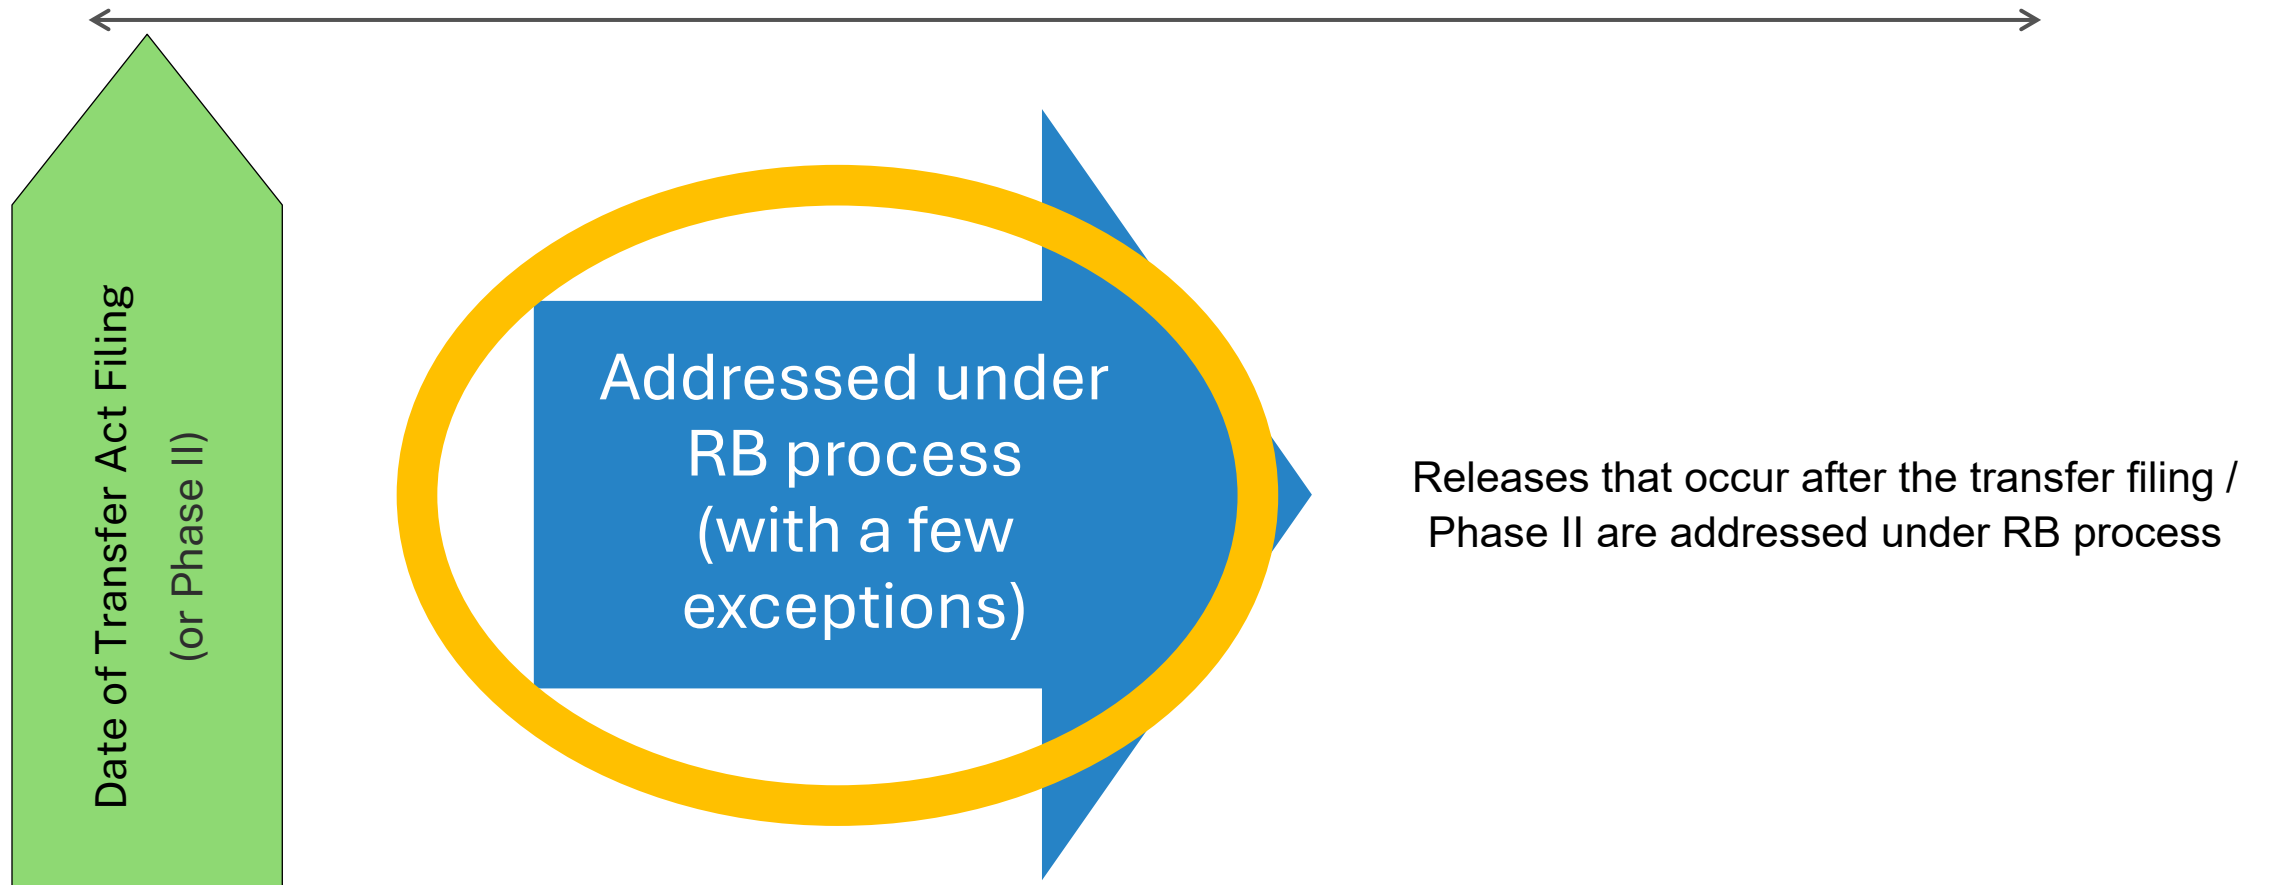 Date of Transfer Act Filing
(or Phase II)
Addressed under
RB process
(with a few
exceptions)
Releases that occur after the transfer filing /
Phase II are addressed under RB process